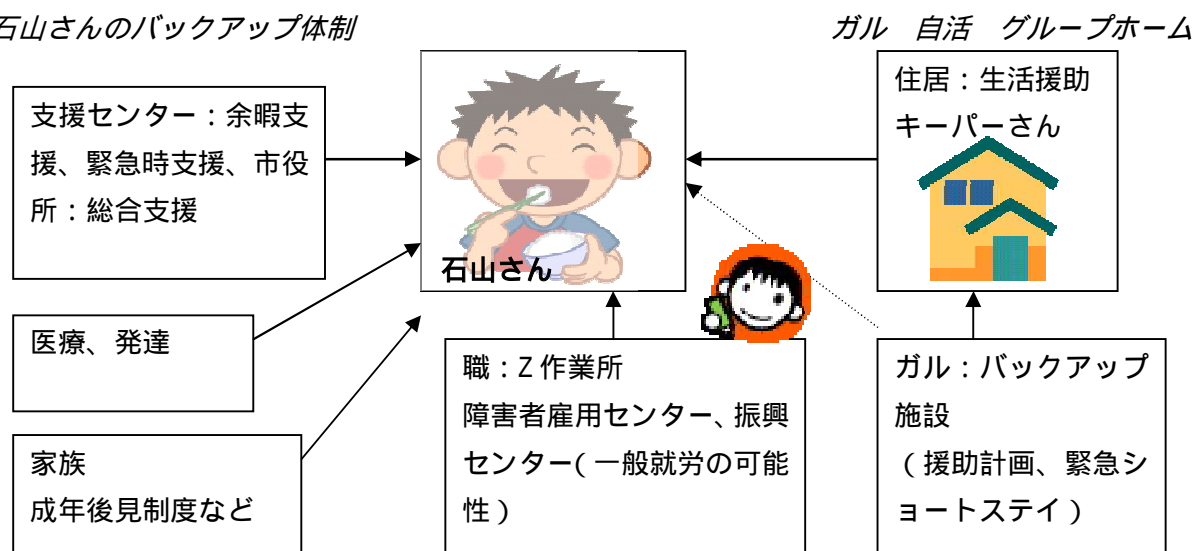 石山さんのバックアップ体制
ガル　自活　グループホーム
支援センター：余暇支
援、緊急時支援、市役
所：総合支援
石山さん
住居：生活援助
キーパーさん
医療、発達
家族
成年後見制度など
職：Z作業所
障害者雇用センター、振興
センター(一般就労の可能
性)
ガル：バックアップ
施設
(援助計画、緊急シ
ョートステイ)